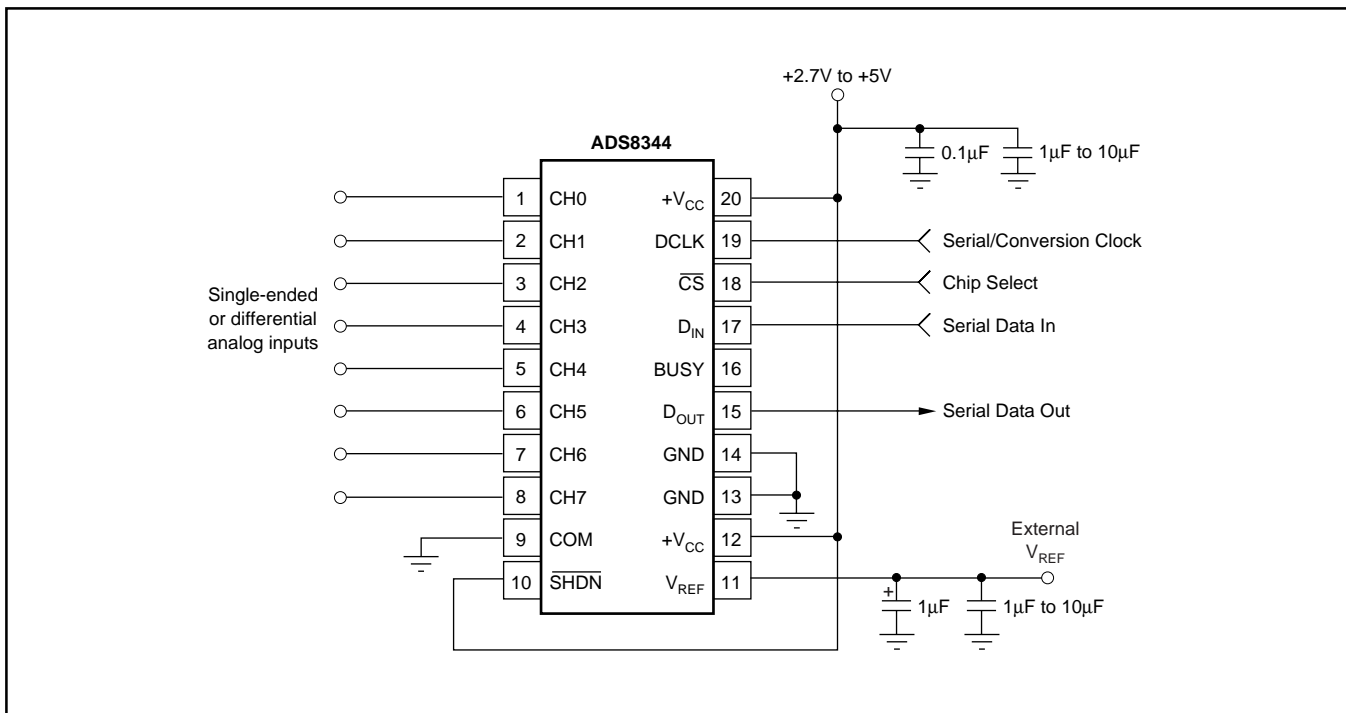 +2.7V to +5V
ADS8344
0.1µF
1µF to 10µF
1 CH0 +VCC 20
2 CH1 DCLK 19 Serial/Conversion Clock
3 CH2 CS 18 Chip Select
Single-ended
or differential
analog inputs
4 CH3 DIN 17 Serial Data In
5 CH4 BUSY 16
6 CH5 DOUT 15 Serial Data Out
7 CH6 GND 14
8 CH7 GND 13
9 COM +VCC 12
10 SHDN VREF 11
External
VREF
+
1µF
1µF to 10µF